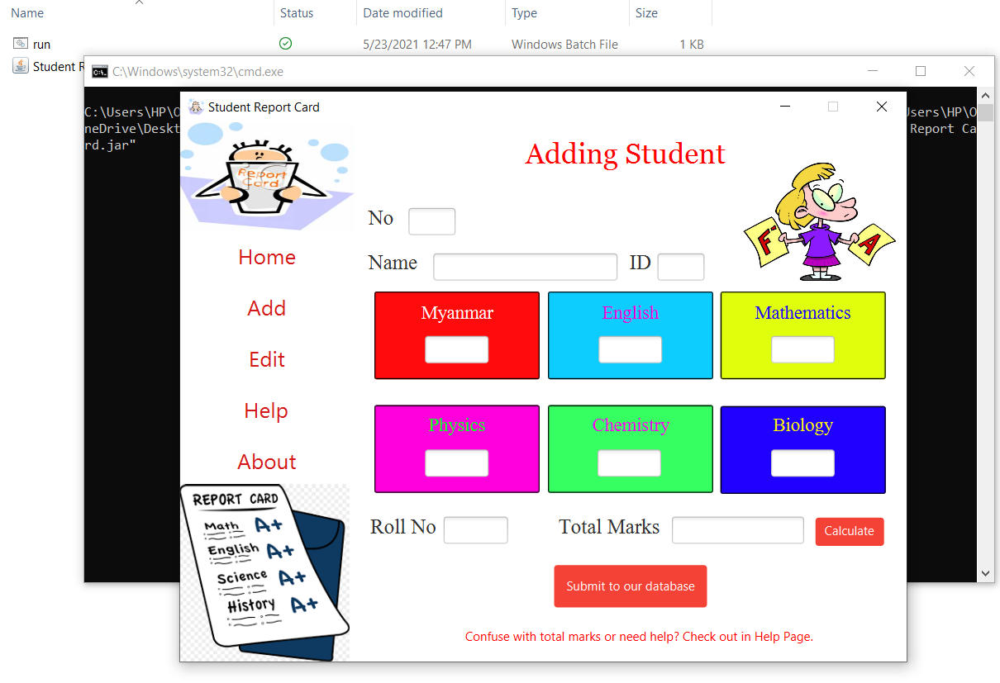 Name Status Date modified Type Size
run 5/23/2021 12:47 PM Windows Batch File 1 KB
Student R
C:\Windows\system32\cmd.exe
Student Report Card
C:\Users\HP\O Users\HP\O
neDrive\Deskt Report Ca
rd.jar"
Report
Card
Adding Student
F
A
No
Home
Name ID
Add
Myanmar English Mathematics
Edit
Help
Physics Chemistry Biology
About
REPORT CARD
Math A+
English A+
Science A+
History A+
Roll No Total Marks Calculate
Submit to our database
Confuse with total marks or need help? Check out in Help Page.